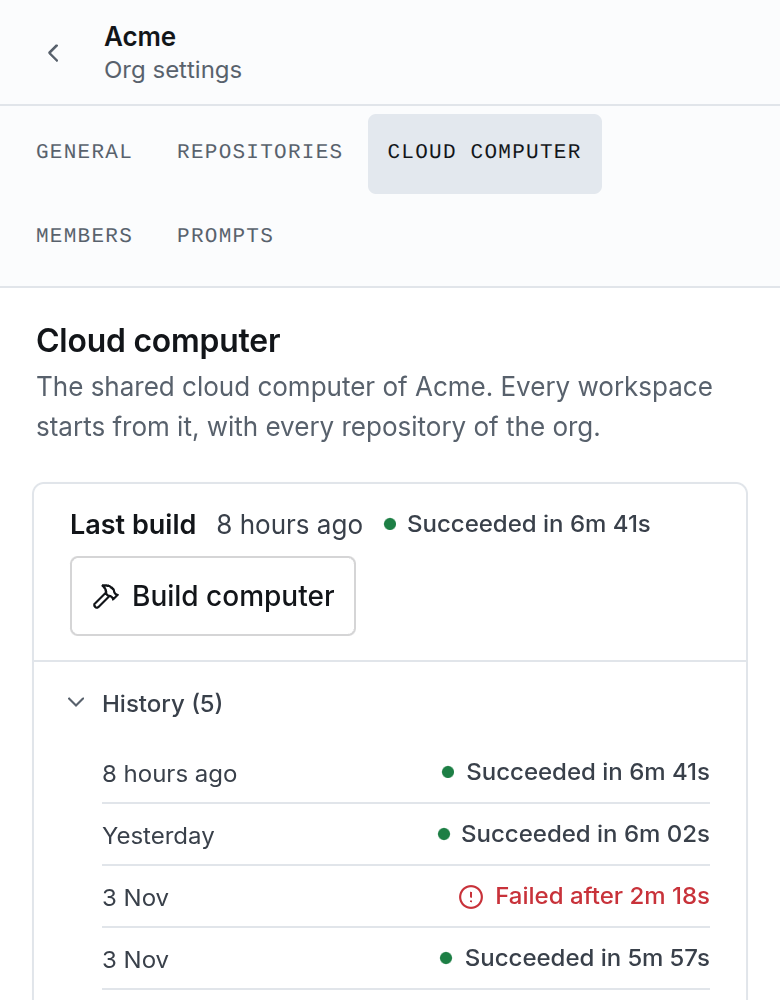 Acme
Org settings
GENERAL REPOSITORIES CLOUD COMPUTER
MEMBERS PROMPTS
Cloud computer
The shared cloud computer of Acme. Every workspace
starts from it, with every repository of the org.
Last build 8 hours ago Succeeded in 6m 41s
Build computer
History (5)
8 hours ago Succeeded in 6m 41s
Yesterday Succeeded in 6m 02s
3 Nov Failed after 2m 18s
3 Nov Succeeded in 5m 57s